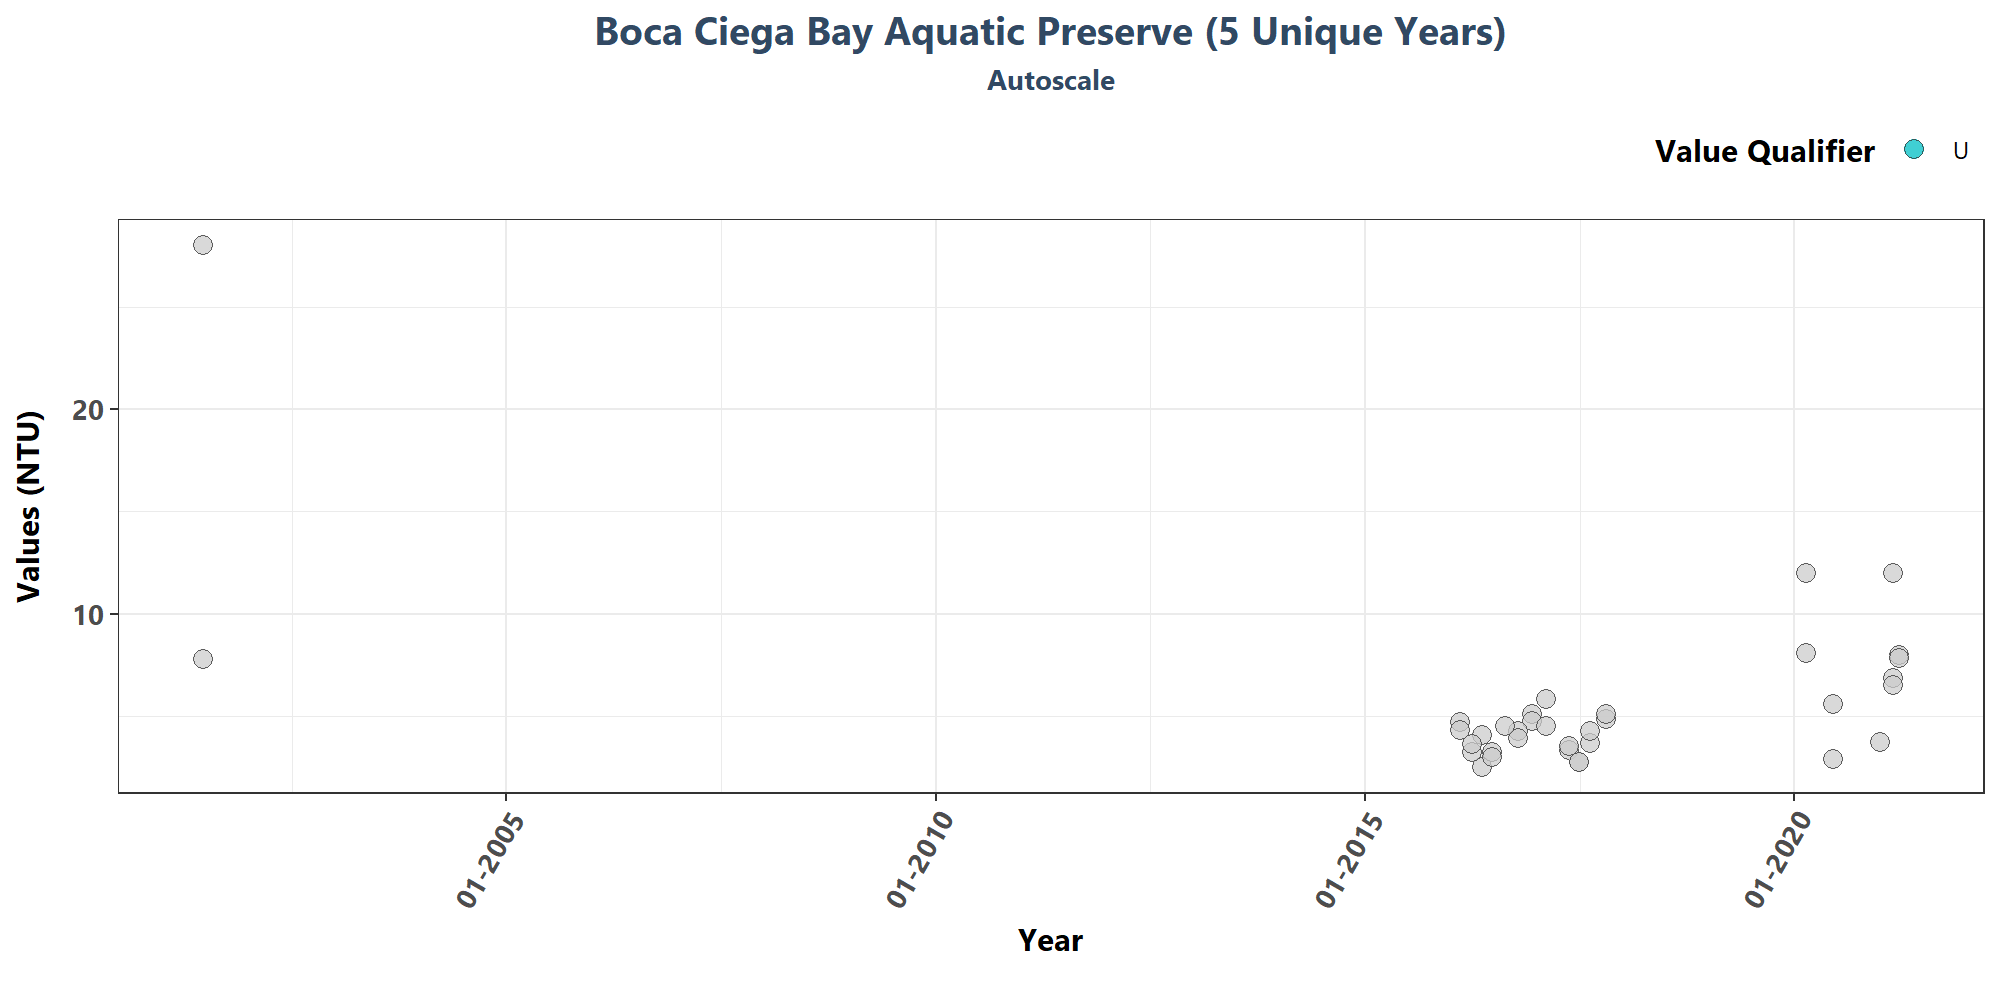 Boca Ciega Bay Aquatic Preserve (5 Unique Years)
Autoscale
Value Qualifier U
Values (NTU)
20
10
01-2005
01-2010
01-2015
01-2020
Year